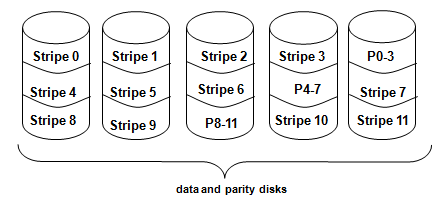 Stripe 0 Stripe 1 Stripe 2 Stripe 3 P0-3
Stripe 4 Stripe 5 Stripe 6 P4-7 Stripe 7
Stripe 8 Stripe 9 P8-11 Stripe 10 Stripe 11
data and parity disks